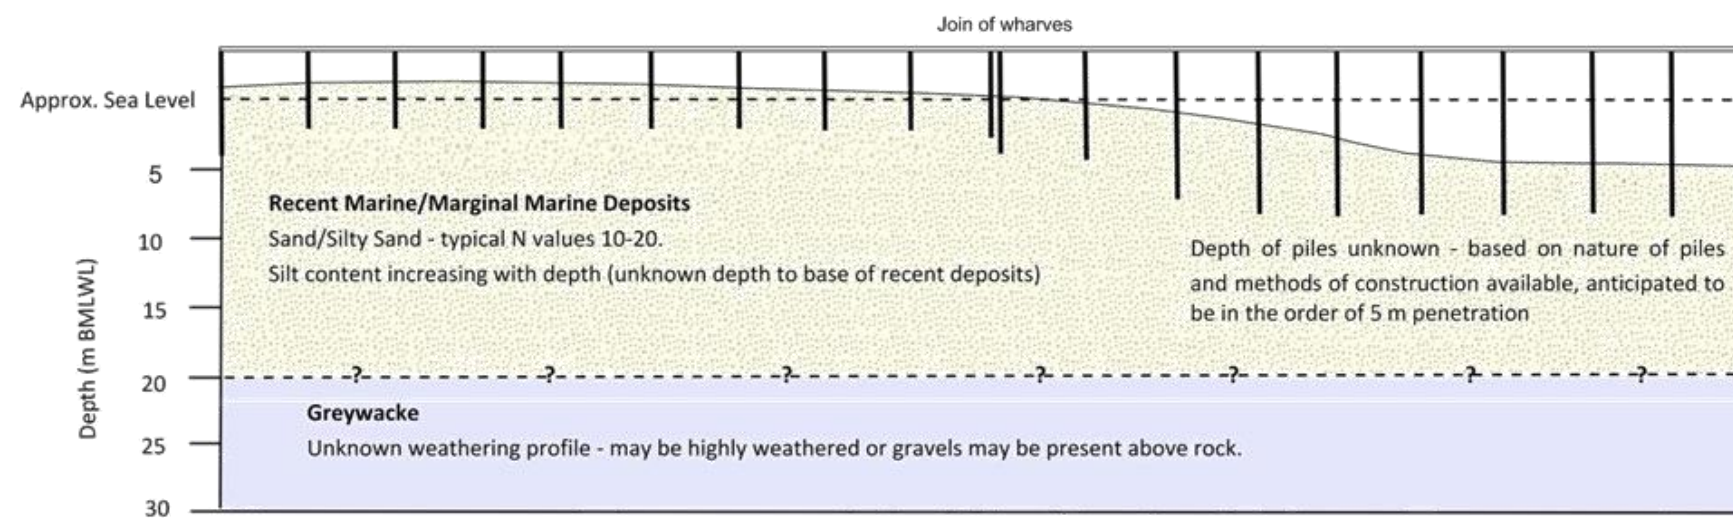 Join of wharves
Approx. Sea Level
5
Recent Marine/Marginal Marine Deposits
Sand/Silty Sand - typical N values 10-20.
Silt content increasing with depth (unknown depth to base of recent deposits)
10
Depth of piles unknown - based on nature of piles
and methods of construction available, anticipated to
be in the order of 5 m penetration
15
Depth (m BMLWL)
20
? ? ? ? ? ? ?
Greywacke
Unknown weathering profile - may be highly weathered or gravels may be present above rock.
25
30